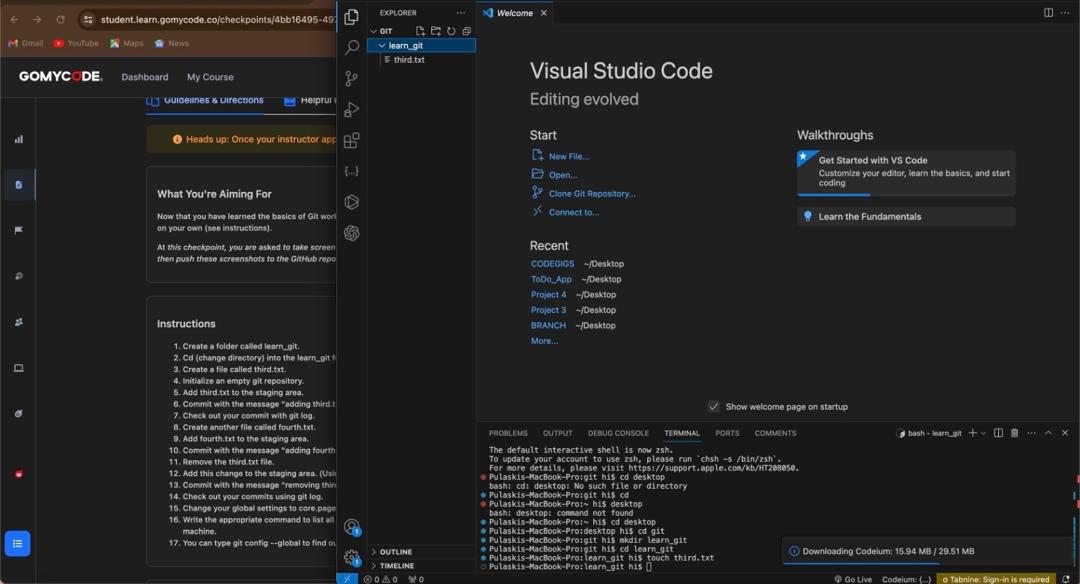 student.learn.gomycode.co/checkpoints/4bb16495-497
Gmail
YouTube
Maps
News
GOMYCODE.
Dashboard
My Course
Guidelines & Directions
Helpful
Heads up: Once your instructor app
What You're Aiming For
Now that you have learned the basics of Git wor
on your own (see instructions).
At this checkpoint, you are asked to take screen
then push these screenshots to the GitHub repo
Instructions
1. Create a folder called learn_git.
2. Cd (change directory) into the learn_git f
3. Create a file called third.txt.
4. Initialize an empty git repository.
5. Add third.txt to the staging area.
6. Commit with the message "adding third.t
7. Check out your commit with git log.
8. Create another file called fourth.txt.
9. Add fourth.txt to the staging area.
10. Commit with the message "adding fourth
11. Remove the third.txt file.
12. Add this change to the staging area. (Usin
13. Commit with the message "removing third
14. Check out your commits using git log.
15. Change your global settings to core.page
16. Write the appropriate command to list all
machine.
17. You can type git config --global to find ou
EXPLORER
GIT
learn_git
third.txt
OUTLINE
TIMELINE
Welcome
Visual Studio Code
Editing evolved
Start
New File...
Open...
Clone Git Repository...
Connect to...
Recent
CODEGIGS ~/Desktop
ToDo_App ~/Desktop
Project 4 ~/Desktop
Project 3 ~/Desktop
BRANCH ~/Desktop
More...
Walkthroughs
Get Started with VS Code
Customize your editor, learn the basics, and start
coding
Learn the Fundamentals
Show welcome page on startup
PROBLEMS OUTPUT DEBUG CONSOLE TERMINAL PORTS COMMENTS
bash - learn_git
The default interactive shell is now zsh.
To update your account to use zsh, please run `chsh -s /bin/zsh`.
For more details, please visit https://support.apple.com/kb/HT208050.
Pulaskis-MacBook-Pro:git hi$ cd desktop
bash: cd: desktop: No such file or directory
Pulaskis-MacBook-Pro:git hi$ cd
Pulaskis-MacBook-Pro:~ hi$ desktop
bash: desktop: command not found
Pulaskis-MacBook-Pro:~ hi$ cd desktop
Pulaskis-MacBook-Pro:desktop hi$ cd git
Pulaskis-MacBook-Pro:git hi$ mkdir learn_git
Pulaskis-MacBook-Pro:git hi$ cd learn_git
Pulaskis-MacBook-Pro:learn_git hi$ touch third.txt
Pulaskis-MacBook-Pro:learn_git hi$
Downloading Codeium: 15.94 MB / 29.51 MB
1
1
0 0 0
Go Live
Codeium: {...}
Tabnine: Sign-in is required